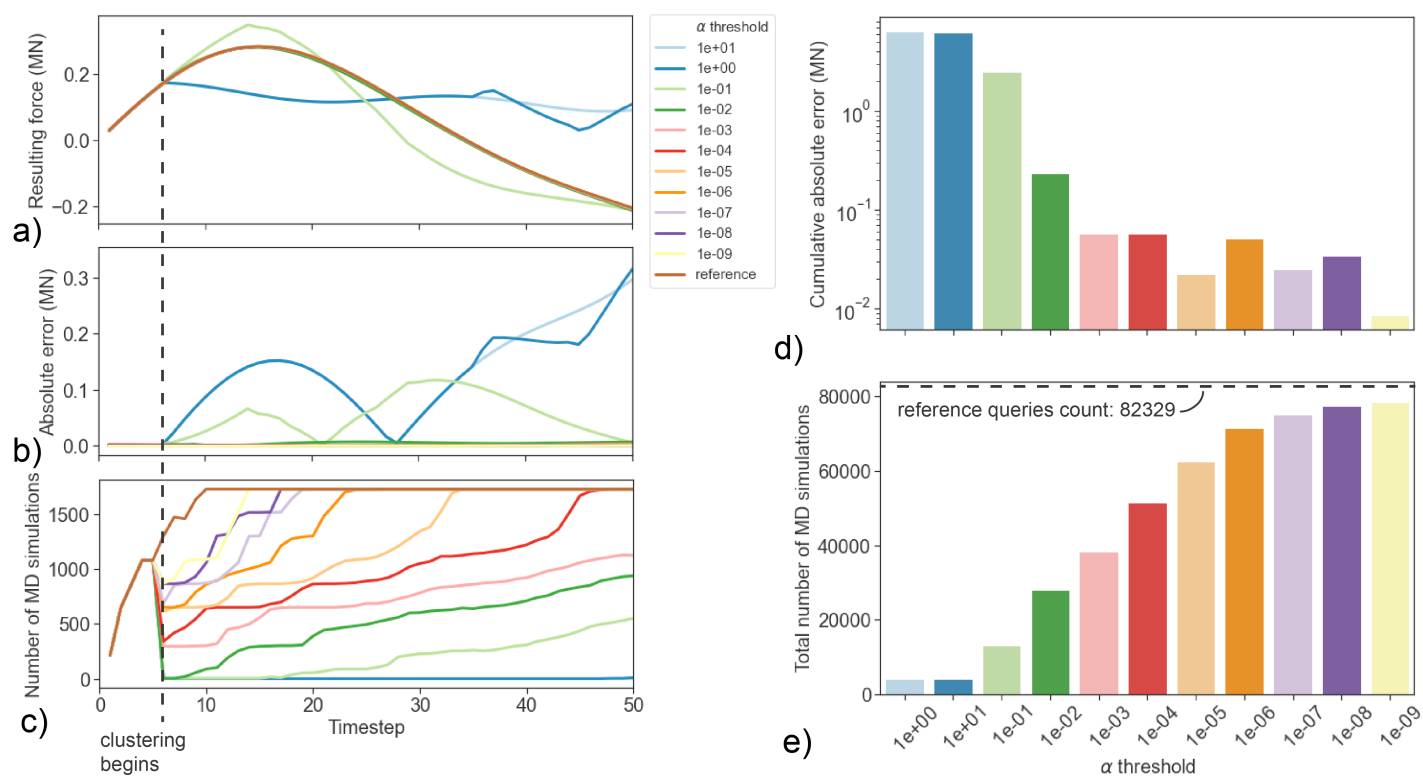 Resulting force (MN)
0.2
0.0
−0.2
a)
α threshold
1e+01
1e+00
1e-01
1e-02
1e-03
1e-04
1e-05
1e-06
1e-07
1e-08
1e-09
reference
Absolute error (MN)
0.3
0.2
0.1
0.0
b)
Number of MD simulations
1500
1000
500
0
c)
0 10 20 30 40 50
Timestep
clustering
begins
Cumulative absolute error (MN)
10⁰
10⁻¹
10⁻²
d)
Total number of MD simulations
80000
60000
40000
20000
0
reference queries count: 82329
e)
1e+00 1e+01 1e-01 1e-02 1e-03 1e-04 1e-05 1e-06 1e-07 1e-08 1e-09
α threshold